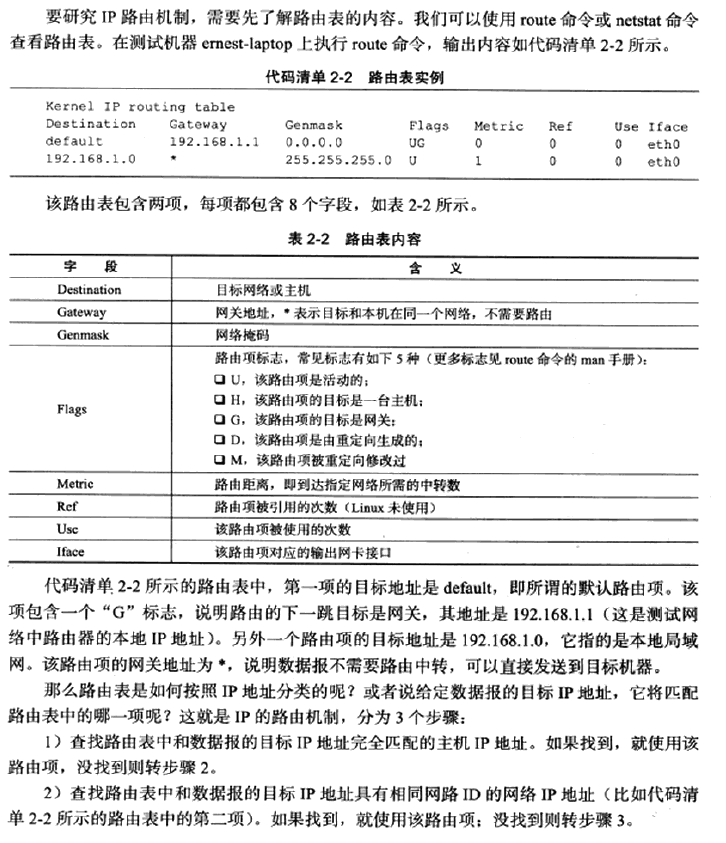 要研究 IP 路由机制，需要先了解路由表的内容。我们可以使用 route 命令或 netstat 命令
查看路由表。在测试机器 ernest-laptop 上执行 route 命令，输出内容如代码清单 2-2 所示。
代码清单 2-2 路由表实例
Kernel IP routing table
Destination Gateway Genmask Flags Metric Ref Use Iface
default 192.168.1.1 0.0.0.0 UG 0 0 0 eth0
192.168.1.0 * 255.255.255.0 U 1 0 0 eth0
该路由表包含两项，每项都包含 8 个字段，如表 2-2 所示。
表 2-2 路由表内容
字 段 含 义
Destination 目标网络或主机
Gateway 网关地址，* 表示目标和本机在同一个网络，不需要路由
Genmask 网络掩码
Flags 路由项标志，常见标志有如下 5 种（更多标志见 route 命令的 man 手册）：
❑ U，该路由项是活动的；
❑ H，该路由项的目标是一台主机；
❑ G，该路由项的目标是网关；
❑ D，该路由项是由重定向生成的；
❑ M，该路由项被重定向修改过
Metric 路由距离，即到达指定网络所需的中转数
Ref 路由项被引用的次数（Linux 未使用）
Use 该路由项被使用的次数
Iface 该路由项对应的输出网卡接口
代码清单 2-2 所示的路由表中，第一项的目标地址是 default，即所谓的默认路由项。该
项包含一个“G”标志，说明路由的下一跳目标是网关，其地址是 192.168.1.1（这是测试网
络中路由器的本地 IP 地址）。另外一个路由项的目标地址是 192.168.1.0，它指的是本地局域
网。该路由项的网关地址为 *，说明数据报不需要路由中转，可以直接发送到目标机器。
那么路由表是如何按照 IP 地址分类的呢？或者说给定数据报的目标 IP 地址，它将匹配
路由表中的哪一项呢？这就是 IP 的路由机制，分为 3 个步骤：
1）查找路由表中和数据报的目标 IP 地址完全匹配的主机 IP 地址。如果找到，就使用该
路由项，没找到则转步骤 2。
2）查找路由表中和数据报的目标 IP 地址具有相同网路 ID 的网络 IP 地址（比如代码清
单 2-2 所示的路由表中的第二项）。如果找到，就使用该路由项；没找到则转步骤 3。